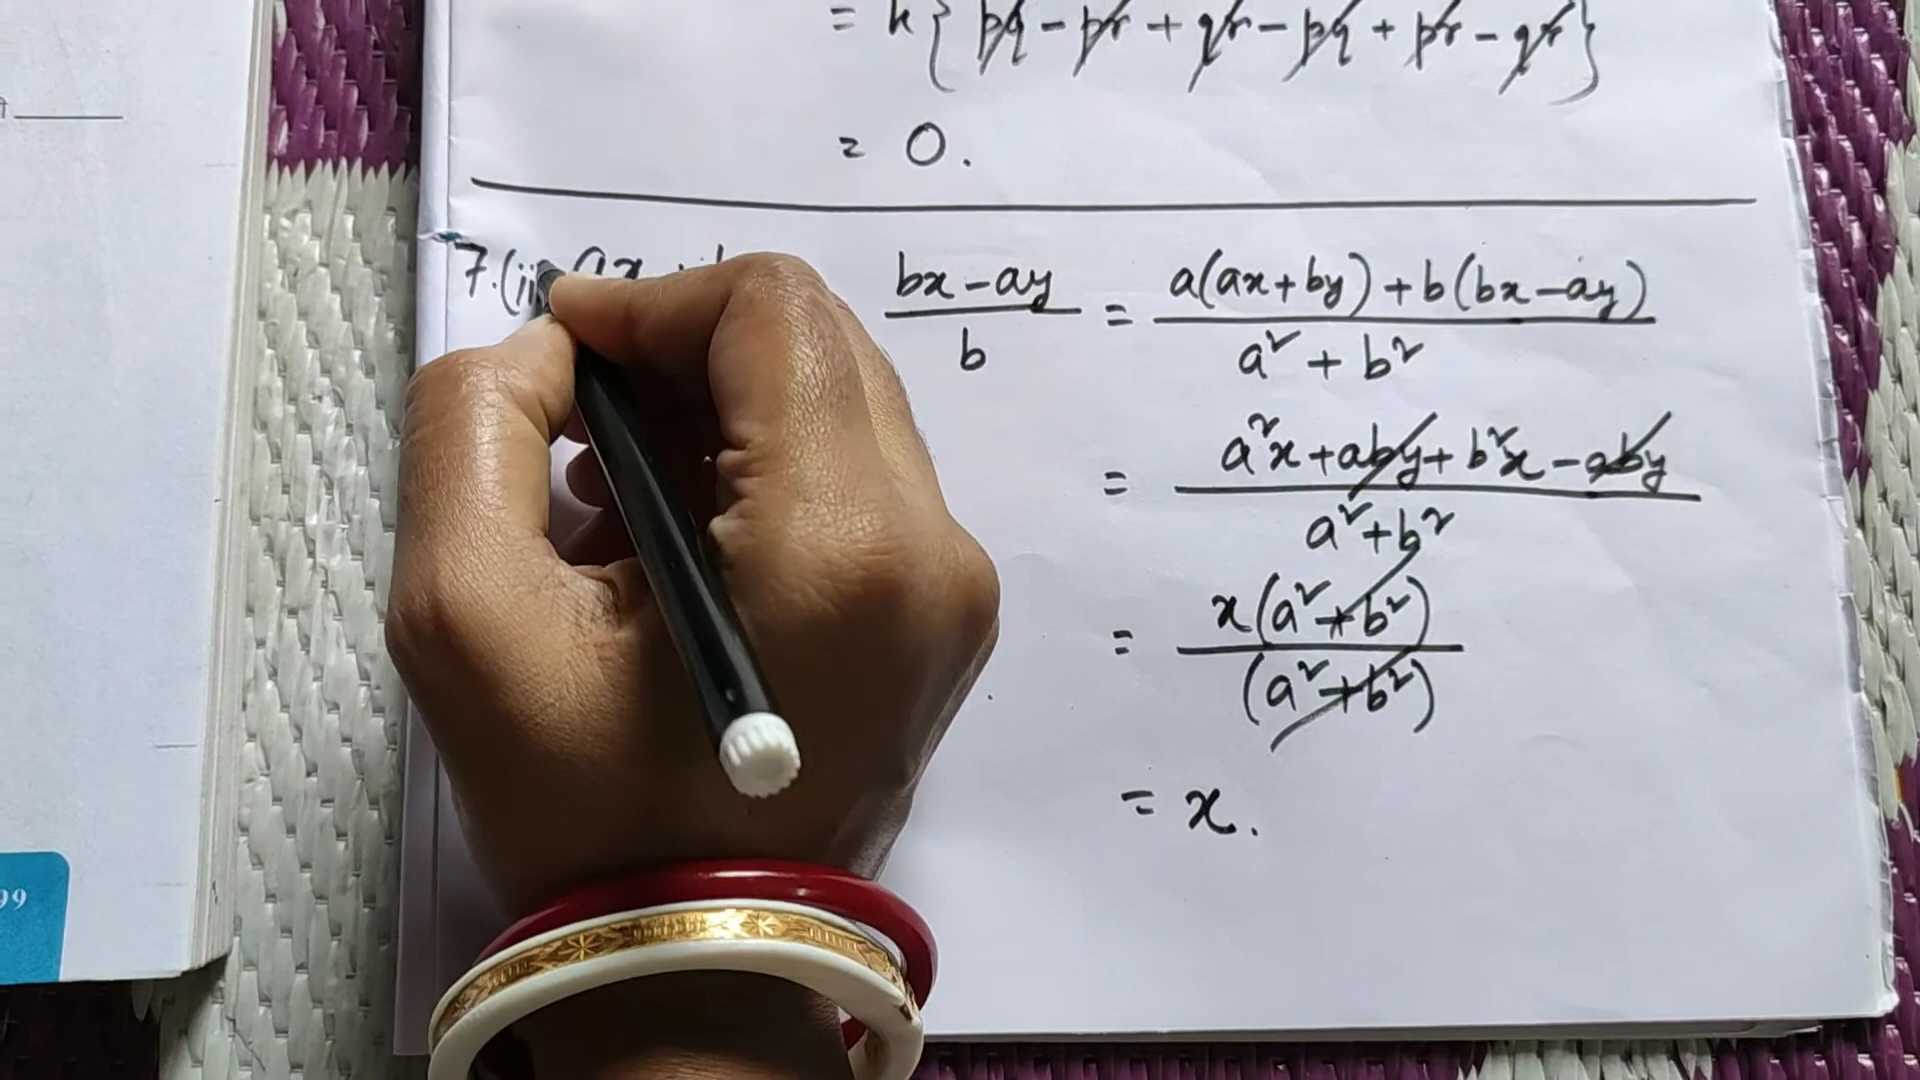 = k{pq - pr + qr - pq + pr - qr}
= 0.
7.(ii) ax + b
bx-ay/b = a(ax+by)+b(bx-ay)/a²+b²
= a²x+aby+b²x-aby/a²+b²
= x(a²+b²)/(a²+b²)
= x.
99